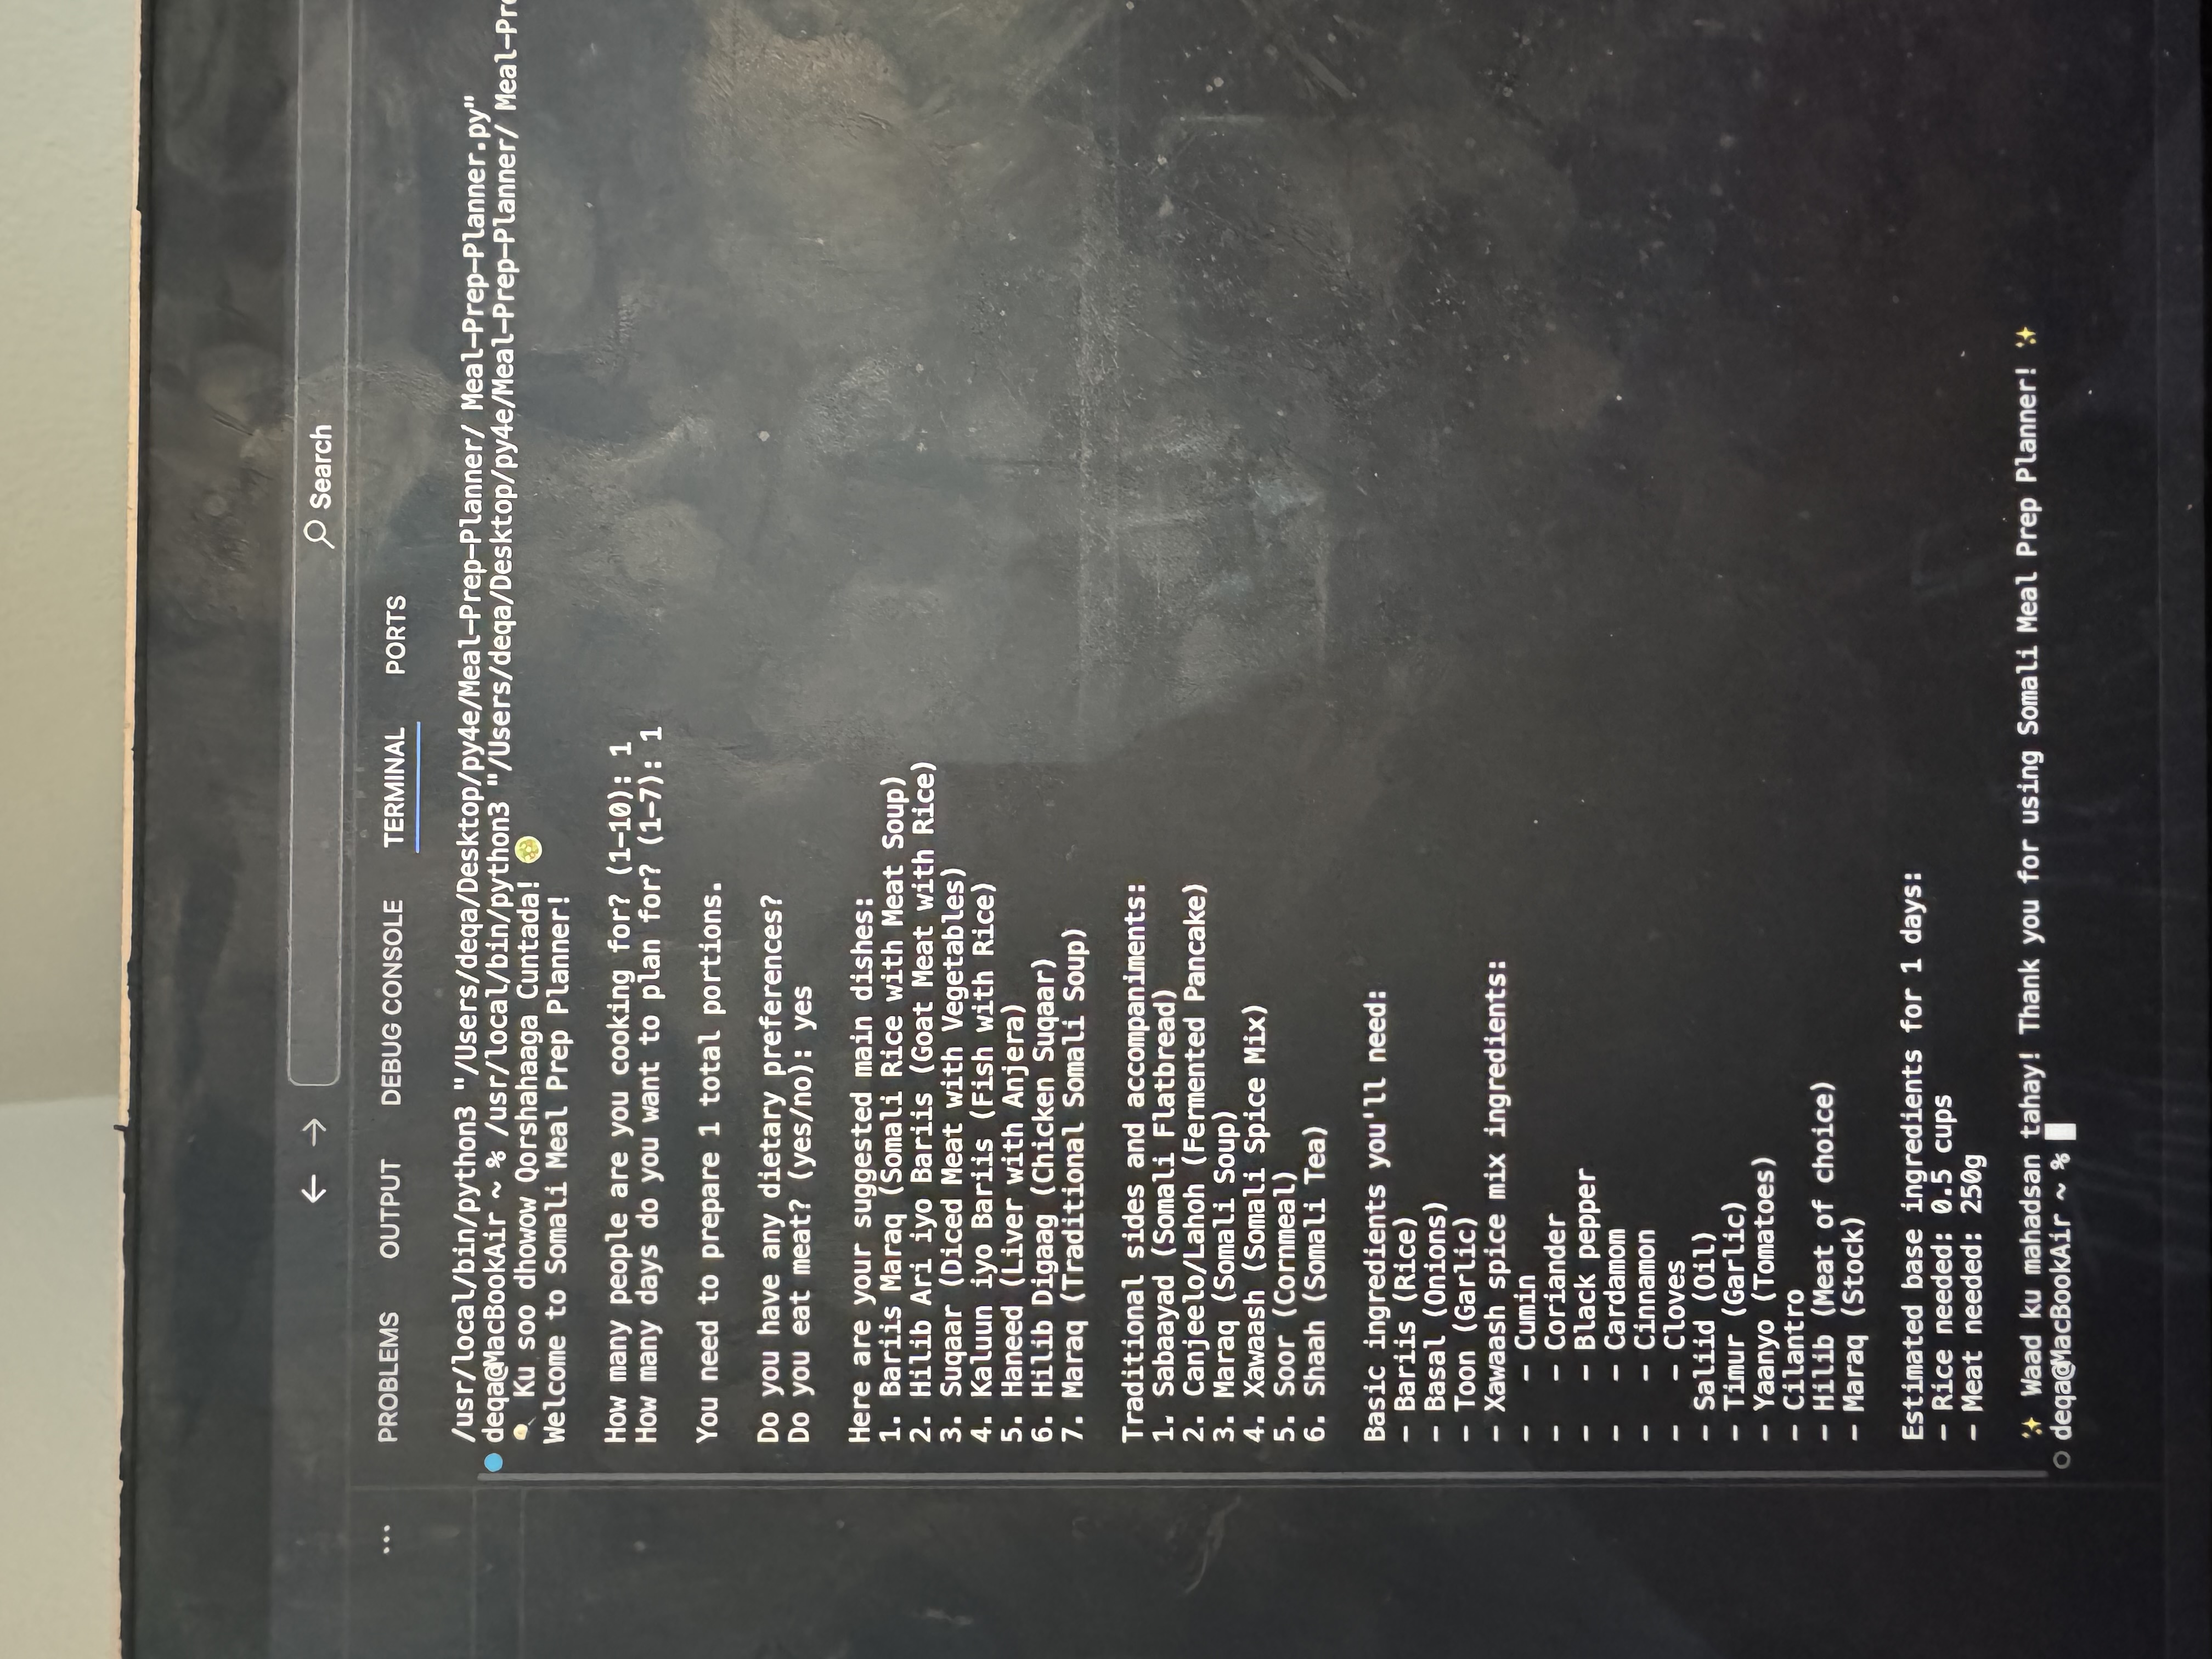 Search
PROBLEMS OUTPUT DEBUG CONSOLE TERMINAL PORTS
/usr/local/bin/python3 "/Users/deqa/Desktop/py4e/Meal-Prep-Planner/ Meal-Prep-Planner.py"
deqa@MacBookAir ~ % /usr/local/bin/python3 "/Users/deqa/Desktop/py4e/Meal-Prep-Planner/ Meal-Pr
Ku soo dhowow Qorshahaaga Cuntada!
Welcome to Somali Meal Prep Planner!
How many people are you cooking for? (1-10): 1
How many days do you want to plan for? (1-7): 1
You need to prepare 1 total portions.
Do you have any dietary preferences?
Do you eat meat? (yes/no): yes
Here are your suggested main dishes:
1. Bariis Maraq (Somali Rice with Meat Soup)
2. Hilib Ari iyo Bariis (Goat Meat with Rice)
3. Suqaar (Diced Meat with Vegetables)
4. Kaluun iyo Bariis (Fish with Rice)
5. Haneed (Liver with Anjera)
6. Hilib Digaag (Chicken Suqaar)
7. Maraq (Traditional Somali Soup)
Traditional sides and accompaniments:
1. Sabaayad (Somali Flatbread)
2. Canjeelo/Lahoh (Fermented Pancake)
3. Maraq (Somali Soup)
4. Xawaash (Somali Spice Mix)
5. Soor (Cornmeal)
6. Shaah (Somali Tea)
Basic ingredients you'll need:
- Bariis (Rice)
- Basal (Onions)
- Toon (Garlic)
- Xawaash spice mix ingredients:
-   - Cumin
-   - Coriander
-   - Black pepper
-   - Cardamom
-   - Cinnamon
-   - Cloves
- Saliid (Oil)
- Timur (Garlic)
- Yaanyo (Tomatoes)
- Cilantro
- Hilib (Meat of choice)
- Maraq (Stock)
Estimated base ingredients for 1 days:
- Rice needed: 0.5 cups
- Meat needed: 250g
✨ Waad ku mahadsan tahay! Thank you for using Somali Meal Prep Planner! ✨
deqa@MacBookAir ~ %